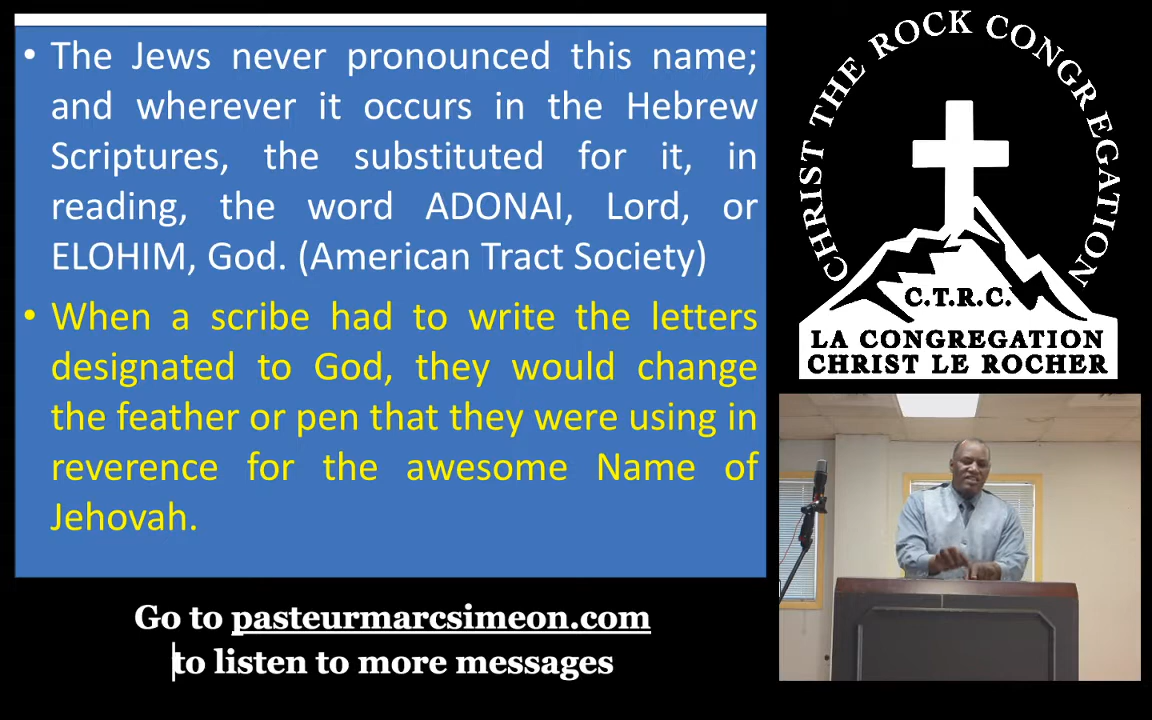 • The Jews never pronounced this name;
and wherever it occurs in the Hebrew
Scriptures, the substituted for it, in
reading, the word ADONAI, Lord, or
ELOHIM, God. (American Tract Society)
• When a scribe had to write the letters
designated to God, they would change
the feather or pen that they were using in
reverence for the awesome Name of
Jehovah.
Go to pasteurmarcsimeon.com
to listen to more messages
CHRIST THE ROCK CONGREGATION
C.T.R.C.
LA CONGREGATION
CHRIST LE ROCHER